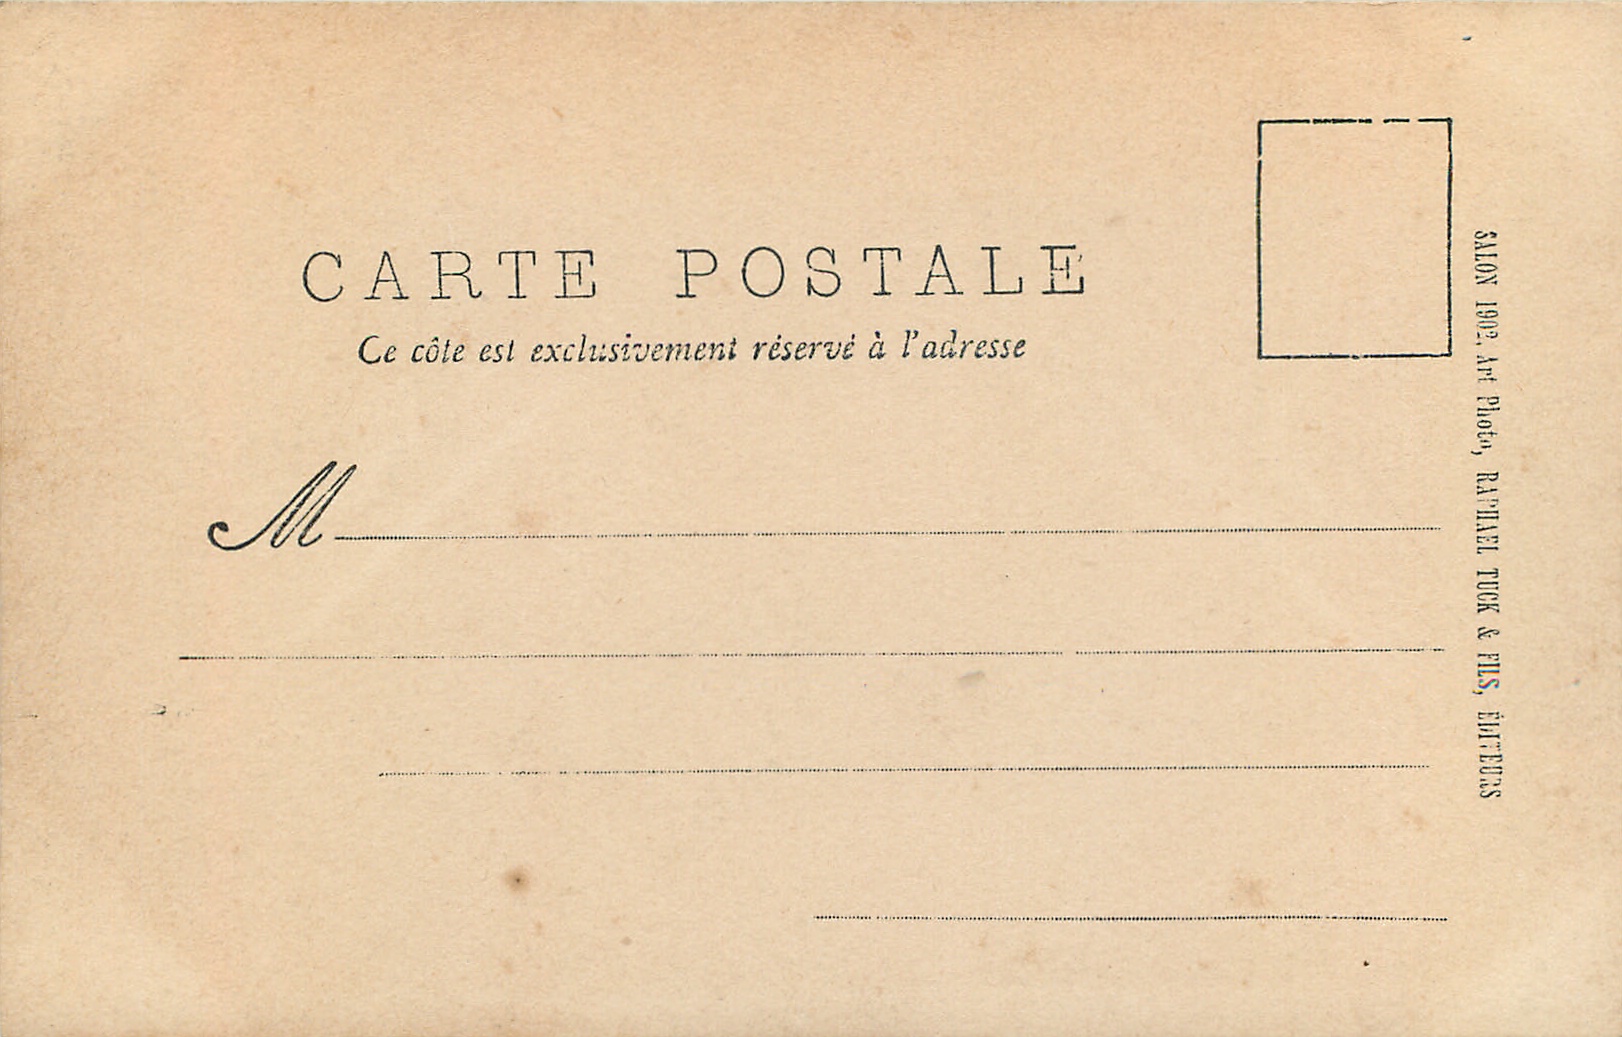 CARTE POSTALE
Ce côte est exclusivement réservé à l'adresse
M
SALON 1902. Art Photo, RAPHAEL TUCK & FILS, ÉDITEURS